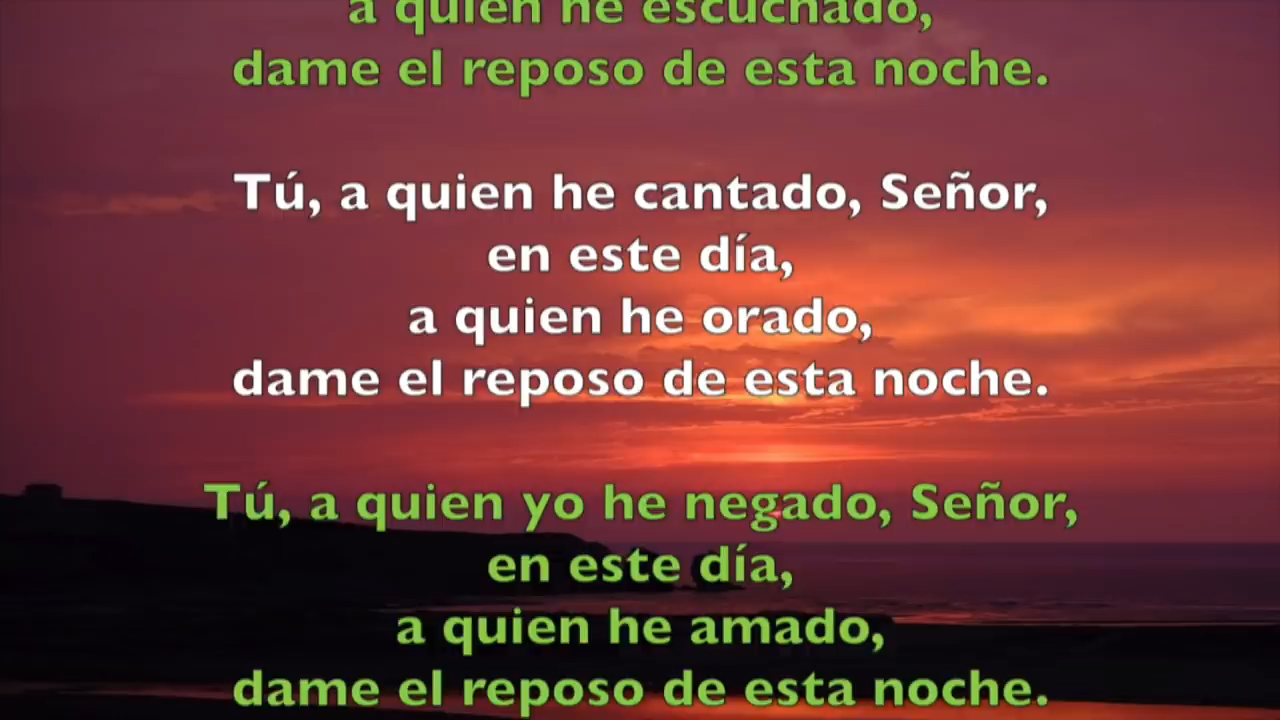 a quien he escuchado,
dame el reposo de esta noche.
Tú, a quien he cantado, Señor,
en este día,
a quien he orado,
dame el reposo de esta noche.
Tú, a quien yo he negado, Señor,
en este día,
a quien he amado,
dame el reposo de esta noche.